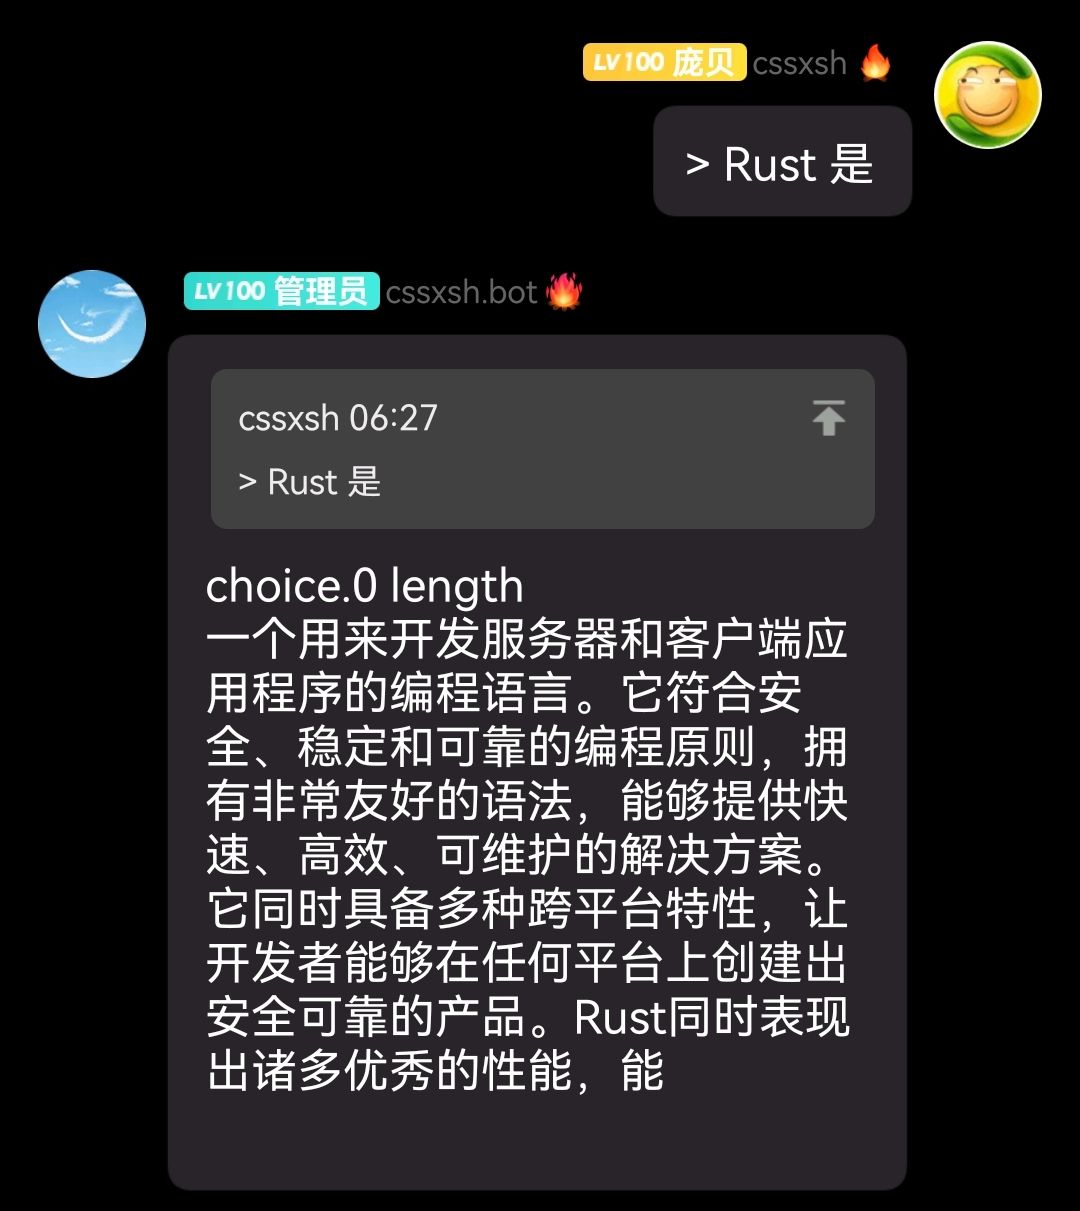 LV100 庞贝 cssxsh 🔥
> Rust 是
LV100 管理员 cssxsh.bot 🔥
cssxsh 06:27
> Rust 是
choice.0 length
一个用来开发服务器和客户端应
用程序的编程语言。它符合安
全、稳定和可靠的编程原则，拥
有非常友好的语法，能够提供快
速、高效、可维护的解决方案。
它同时具备多种跨平台特性，让
开发者能够在任何平台上创建出
安全可靠的产品。Rust同时表现
出诸多优秀的性能，能